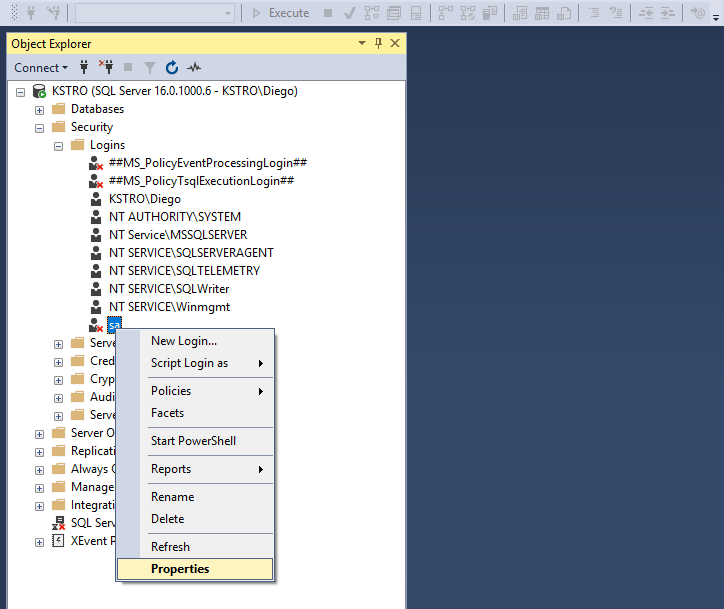 Execute
Object Explorer
Connect
KSTRO (SQL Server 16.0.1000.6 - KSTRO\Diego)
Databases
Security
Logins
##MS_PolicyEventProcessingLogin##
##MS_PolicyTsqlExecutionLogin##
KSTRO\Diego
NT AUTHORITY\SYSTEM
NT Service\MSSQLSERVER
NT SERVICE\SQLSERVERAGENT
NT SERVICE\SQLTELEMETRY
NT SERVICE\SQLWriter
NT SERVICE\Winmgmt
sa
Serve
Cred
Cryp
Audi
Serve
Server O
Replicati
Always O
Manage
Integrati
SQL Serv
XEvent P
New Login...
Script Login as
Policies
Facets
Start PowerShell
Reports
Rename
Delete
Refresh
Properties